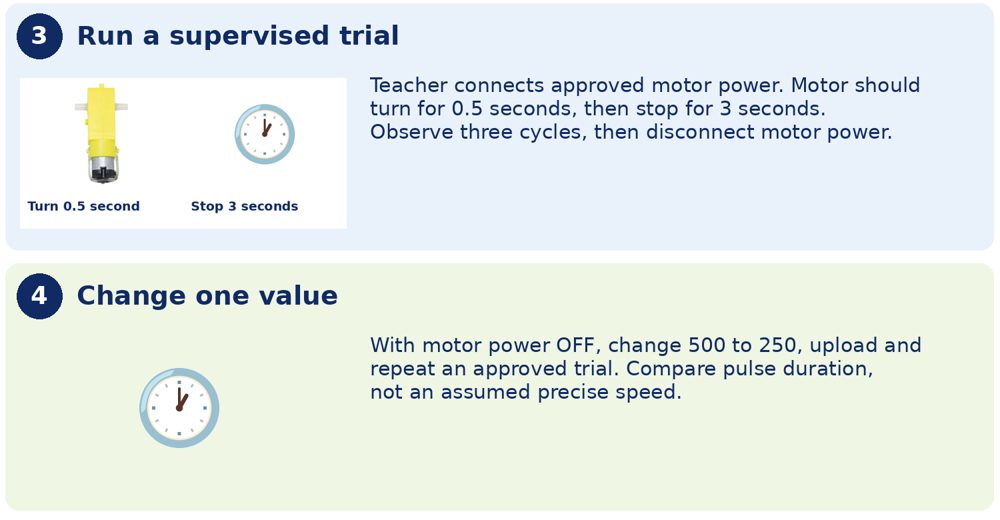 3 Run a supervised trial
Teacher connects approved motor power. Motor should
turn for 0.5 seconds, then stop for 3 seconds.
Observe three cycles, then disconnect motor power.
Turn 0.5 second
Stop 3 seconds
4 Change one value
With motor power OFF, change 500 to 250, upload and
repeat an approved trial. Compare pulse duration,
not an assumed precise speed.